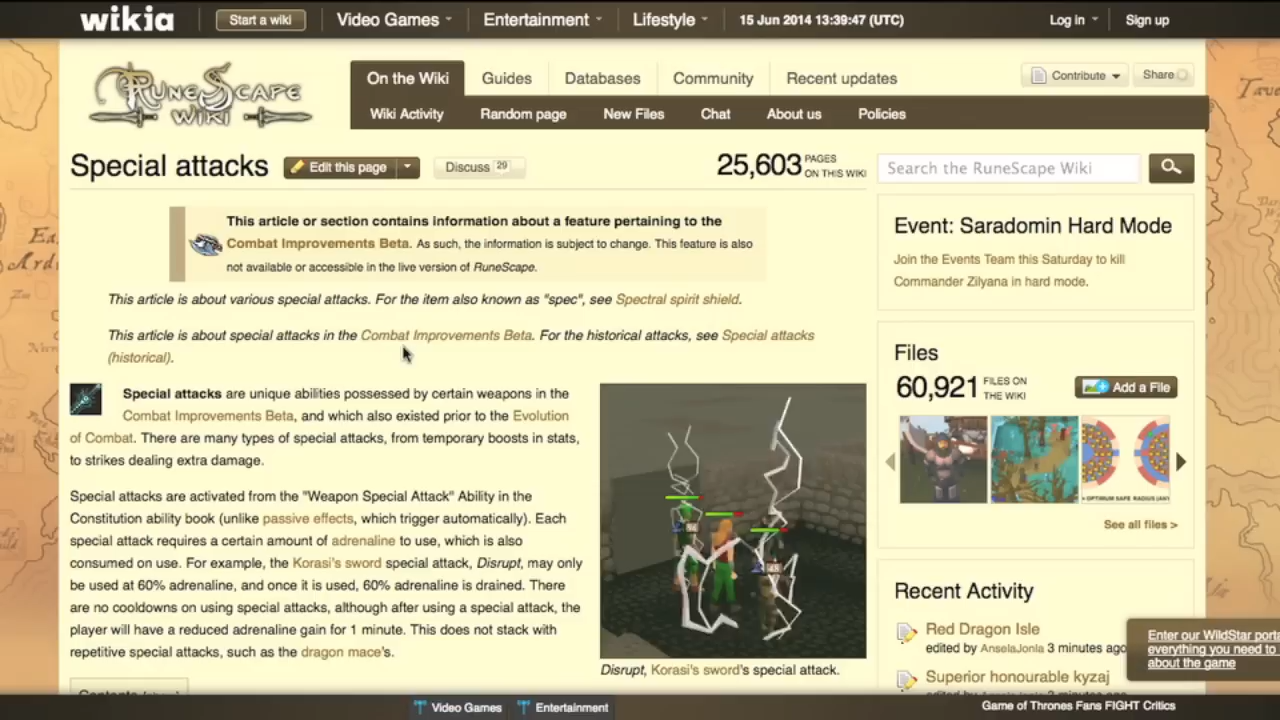 wikia
Start a wiki
Video Games
Entertainment
Lifestyle
15 Jun 2014 13:39:47 (UTC)
Log in
Sign up
RuneScape
WIKI
On the Wiki
Guides
Databases
Community
Recent updates
Contribute
Share
Wiki Activity
Random page
New Files
Chat
About us
Policies
Special attacks
Edit this page
Discuss 29
25,603 PAGES
ON THIS WIKI
Search the RuneScape Wiki
This article or section contains information about a feature pertaining to the
Combat Improvements Beta. As such, the information is subject to change. This feature is also
not available or accessible in the live version of RuneScape.
This article is about various special attacks. For the item also known as "spec", see Spectral spirit shield.
This article is about special attacks in the Combat Improvements Beta. For the historical attacks, see Special attacks
(historical).
Special attacks are unique abilities possessed by certain weapons in the
Combat Improvements Beta, and which also existed prior to the Evolution
of Combat. There are many types of special attacks, from temporary boosts in stats,
to strikes dealing extra damage.
Special attacks are activated from the "Weapon Special Attack" Ability in the
Constitution ability book (unlike passive effects, which trigger automatically). Each
special attack requires a certain amount of adrenaline to use, which is also
consumed on use. For example, the Korasi's sword special attack, Disrupt, may only
be used at 60% adrenaline, and once it is used, 60% adrenaline is drained. There
are no cooldowns on using special attacks, although after using a special attack, the
player will have a reduced adrenaline gain for 1 minute. This does not stack with
repetitive special attacks, such as the dragon mace's.
Disrupt, Korasi's sword's special attack.
Event: Saradomin Hard Mode
Join the Events Team this Saturday to kill
Commander Zilyana in hard mode.
Files
60,921 FILES ON
THE WIKI
Add a File
See all files >
Recent Activity
Red Dragon Isle
edited by AnselaJonla 3 minutes ago
Superior honourable kyzaj
Enter our WildStar porta
everything you need to
about the game
Video Games
Entertainment
Game of Thrones Fans FIGHT Critics